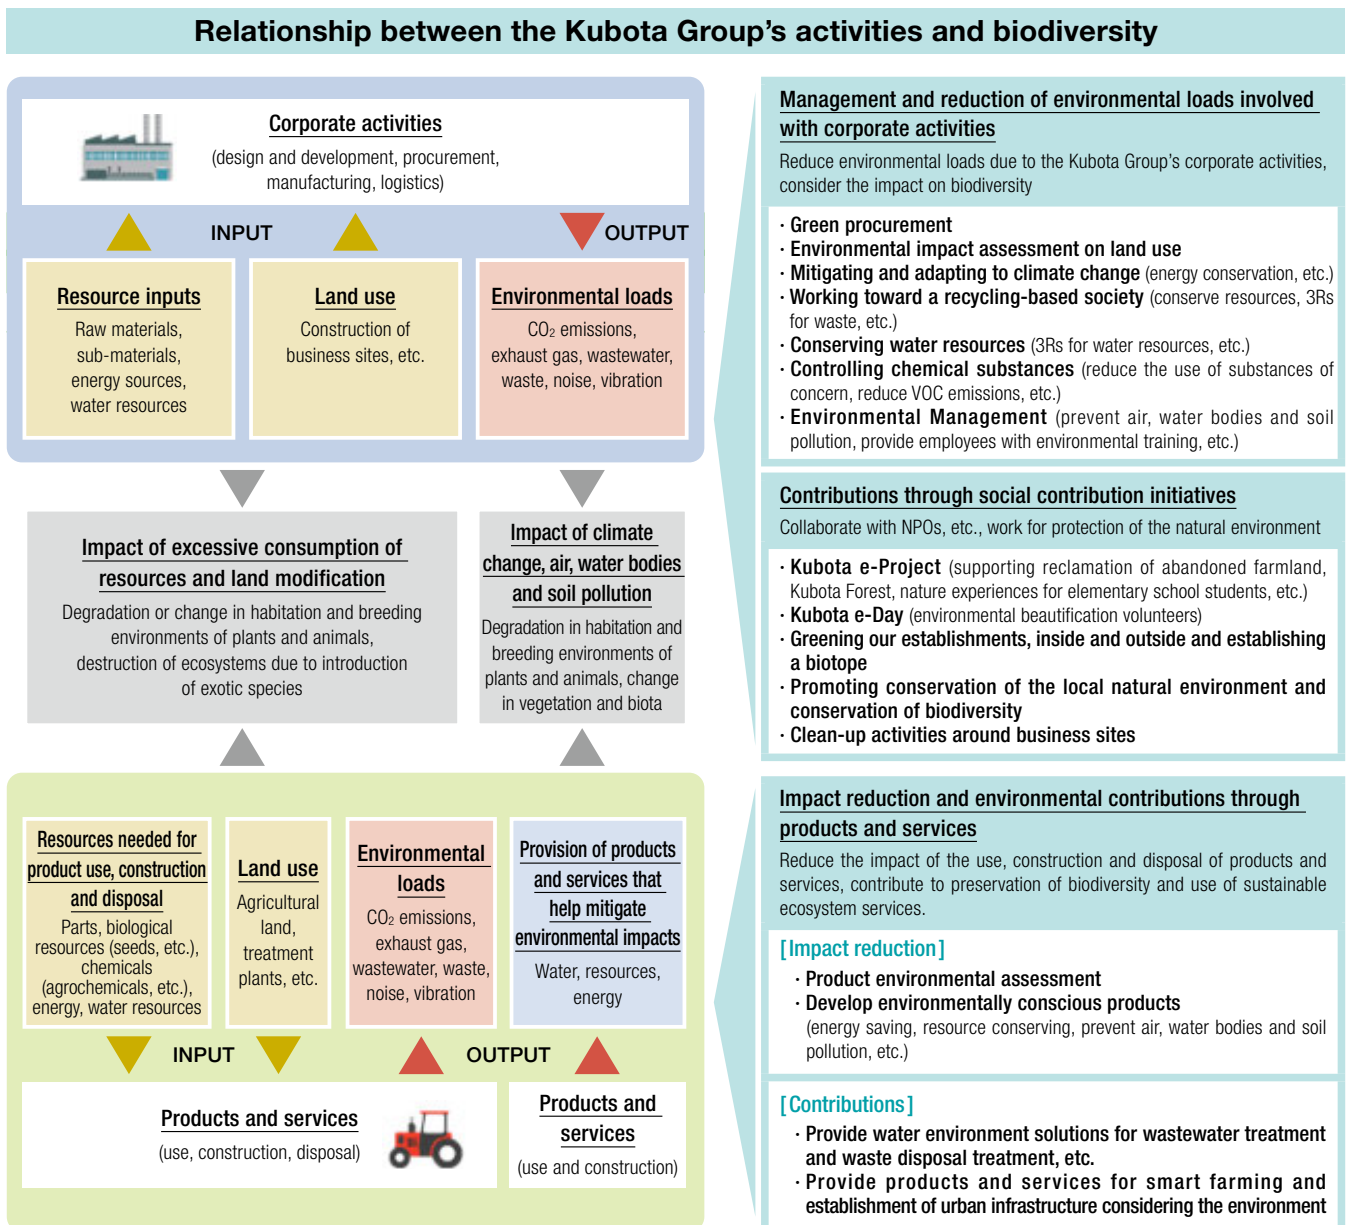 Relationship between the Kubota Group's activities and biodiversity
Corporate activities
(design and development, procurement,
manufacturing, logistics)
INPUT
OUTPUT
Resource inputs
Raw materials,
sub-materials,
energy sources,
water resources
Land use
Construction of
business sites, etc.
Environmental loads
CO₂ emissions,
exhaust gas, wastewater,
waste, noise, vibration
Impact of excessive consumption of
resources and land modification
Degradation or change in habitation and breeding
environments of plants and animals,
destruction of ecosystems due to introduction
of exotic species
Impact of climate
change, air, water bodies
and soil pollution
Degradation in habitation and
breeding environments of
plants and animals, change
in vegetation and biota
Resources needed for
product use, construction
and disposal
Parts, biological
resources (seeds, etc.),
chemicals
(agrochemicals, etc.),
energy, water resources
Land use
Agricultural
land,
treatment
plants, etc.
Environmental
loads
CO₂ emissions,
exhaust gas,
wastewater, waste,
noise, vibration
Provision of products
and services that
help mitigate
environmental impacts
Water, resources,
energy
INPUT
OUTPUT
Products and services
(use, construction, disposal)
Products and
services
(use and construction)
Management and reduction of environmental loads involved
with corporate activities
Reduce environmental loads due to the Kubota Group's corporate activities,
consider the impact on biodiversity
· Green procurement
· Environmental impact assessment on land use
· Mitigating and adapting to climate change (energy conservation, etc.)
· Working toward a recycling-based society (conserve resources, 3Rs
for waste, etc.)
· Conserving water resources (3Rs for water resources, etc.)
· Controlling chemical substances (reduce the use of substances of
concern, reduce VOC emissions, etc.)
· Environmental Management (prevent air, water bodies and soil
pollution, provide employees with environmental training, etc.)
Contributions through social contribution initiatives
Collaborate with NPOs, etc., work for protection of the natural environment
· Kubota e-Project (supporting reclamation of abandoned farmland,
Kubota Forest, nature experiences for elementary school students, etc.)
· Kubota e-Day (environmental beautification volunteers)
· Greening our establishments, inside and outside and establishing
a biotope
· Promoting conservation of the local natural environment and
conservation of biodiversity
· Clean-up activities around business sites
Impact reduction and environmental contributions through
products and services
Reduce the impact of the use, construction and disposal of products and
services, contribute to preservation of biodiversity and use of sustainable
ecosystem services.
[Impact reduction]
· Product environmental assessment
· Develop environmentally conscious products
(energy saving, resource conserving, prevent air, water bodies and soil
pollution, etc.)
[Contributions]
· Provide water environment solutions for wastewater treatment
and waste disposal treatment, etc.
· Provide products and services for smart farming and
establishment of urban infrastructure considering the environment